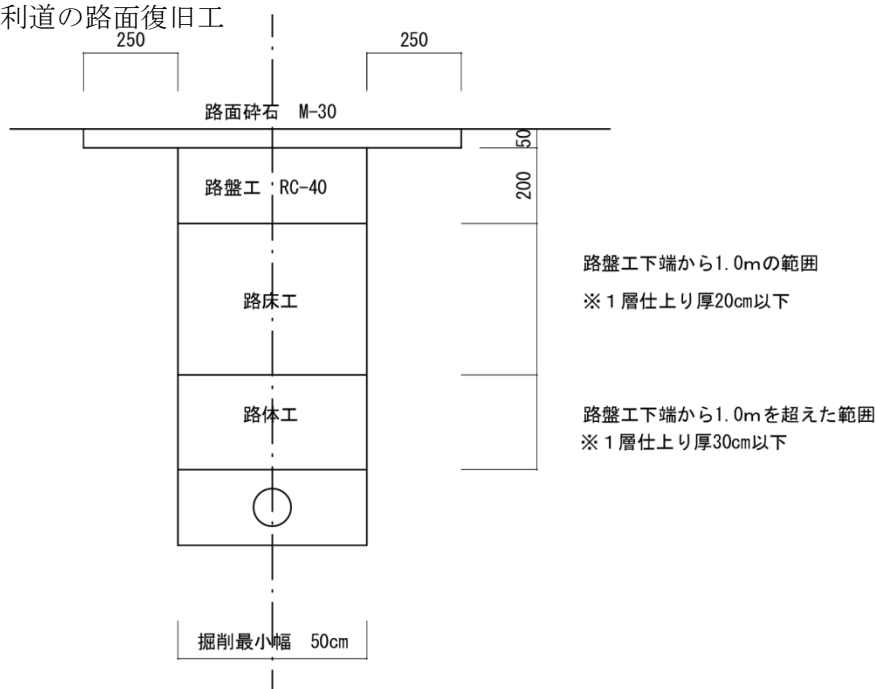 利道の路面復旧工
250
250
路面砕石 M-30
50
路盤工 RC-40
200
路盤工下端から1.0mの範囲
路床工
※1層仕上り厚20cm以下
路体工
路盤工下端から1.0mを超えた範囲
※1層仕上り厚30cm以下
掘削最小幅 50cm